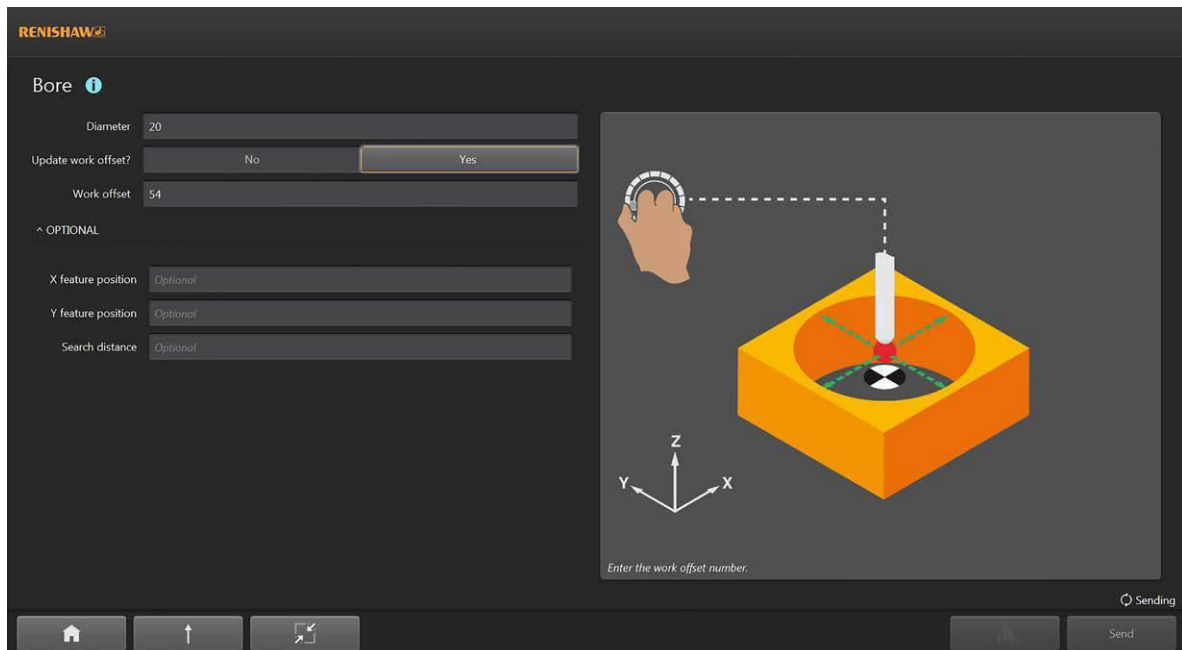 RENISHAW
Bore
Diameter 20
Update work offset? No Yes
Work offset 54
^ OPTIONAL
X feature position Optional
Y feature position Optional
Search distance Optional
Z
Y X
Enter the work offset number.
Sending
Send